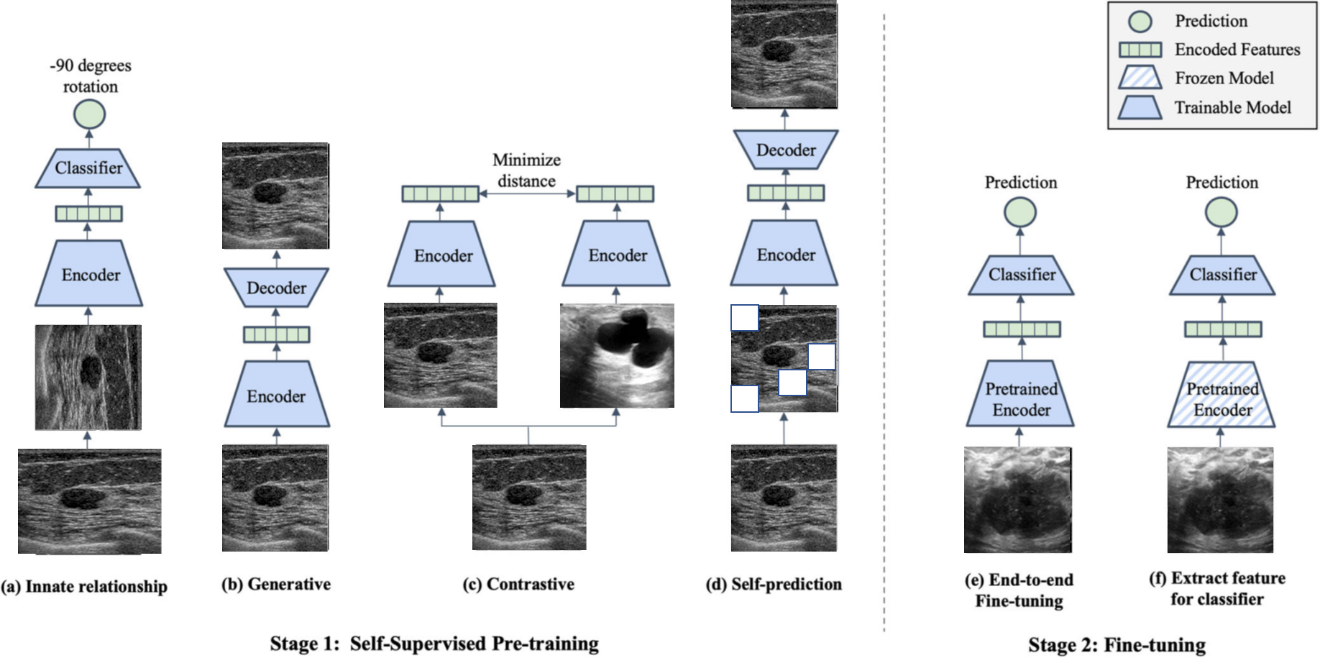 Prediction
Encoded Features
Frozen Model
Trainable Model
-90 degrees
rotation
Classifier
Encoder
(a) Innate relationship
Decoder
Encoder
(b) Generative
Minimize
distance
Encoder
Encoder
(c) Contrastive
Decoder
Encoder
(d) Self-prediction
Stage 1:  Self-Supervised Pre-training
Prediction
Classifier
Pretrained
Encoder
(e) End-to-end
Fine-tuning
Prediction
Classifier
Pretrained
Encoder
(f) Extract feature
for classifier
Stage 2: Fine-tuning